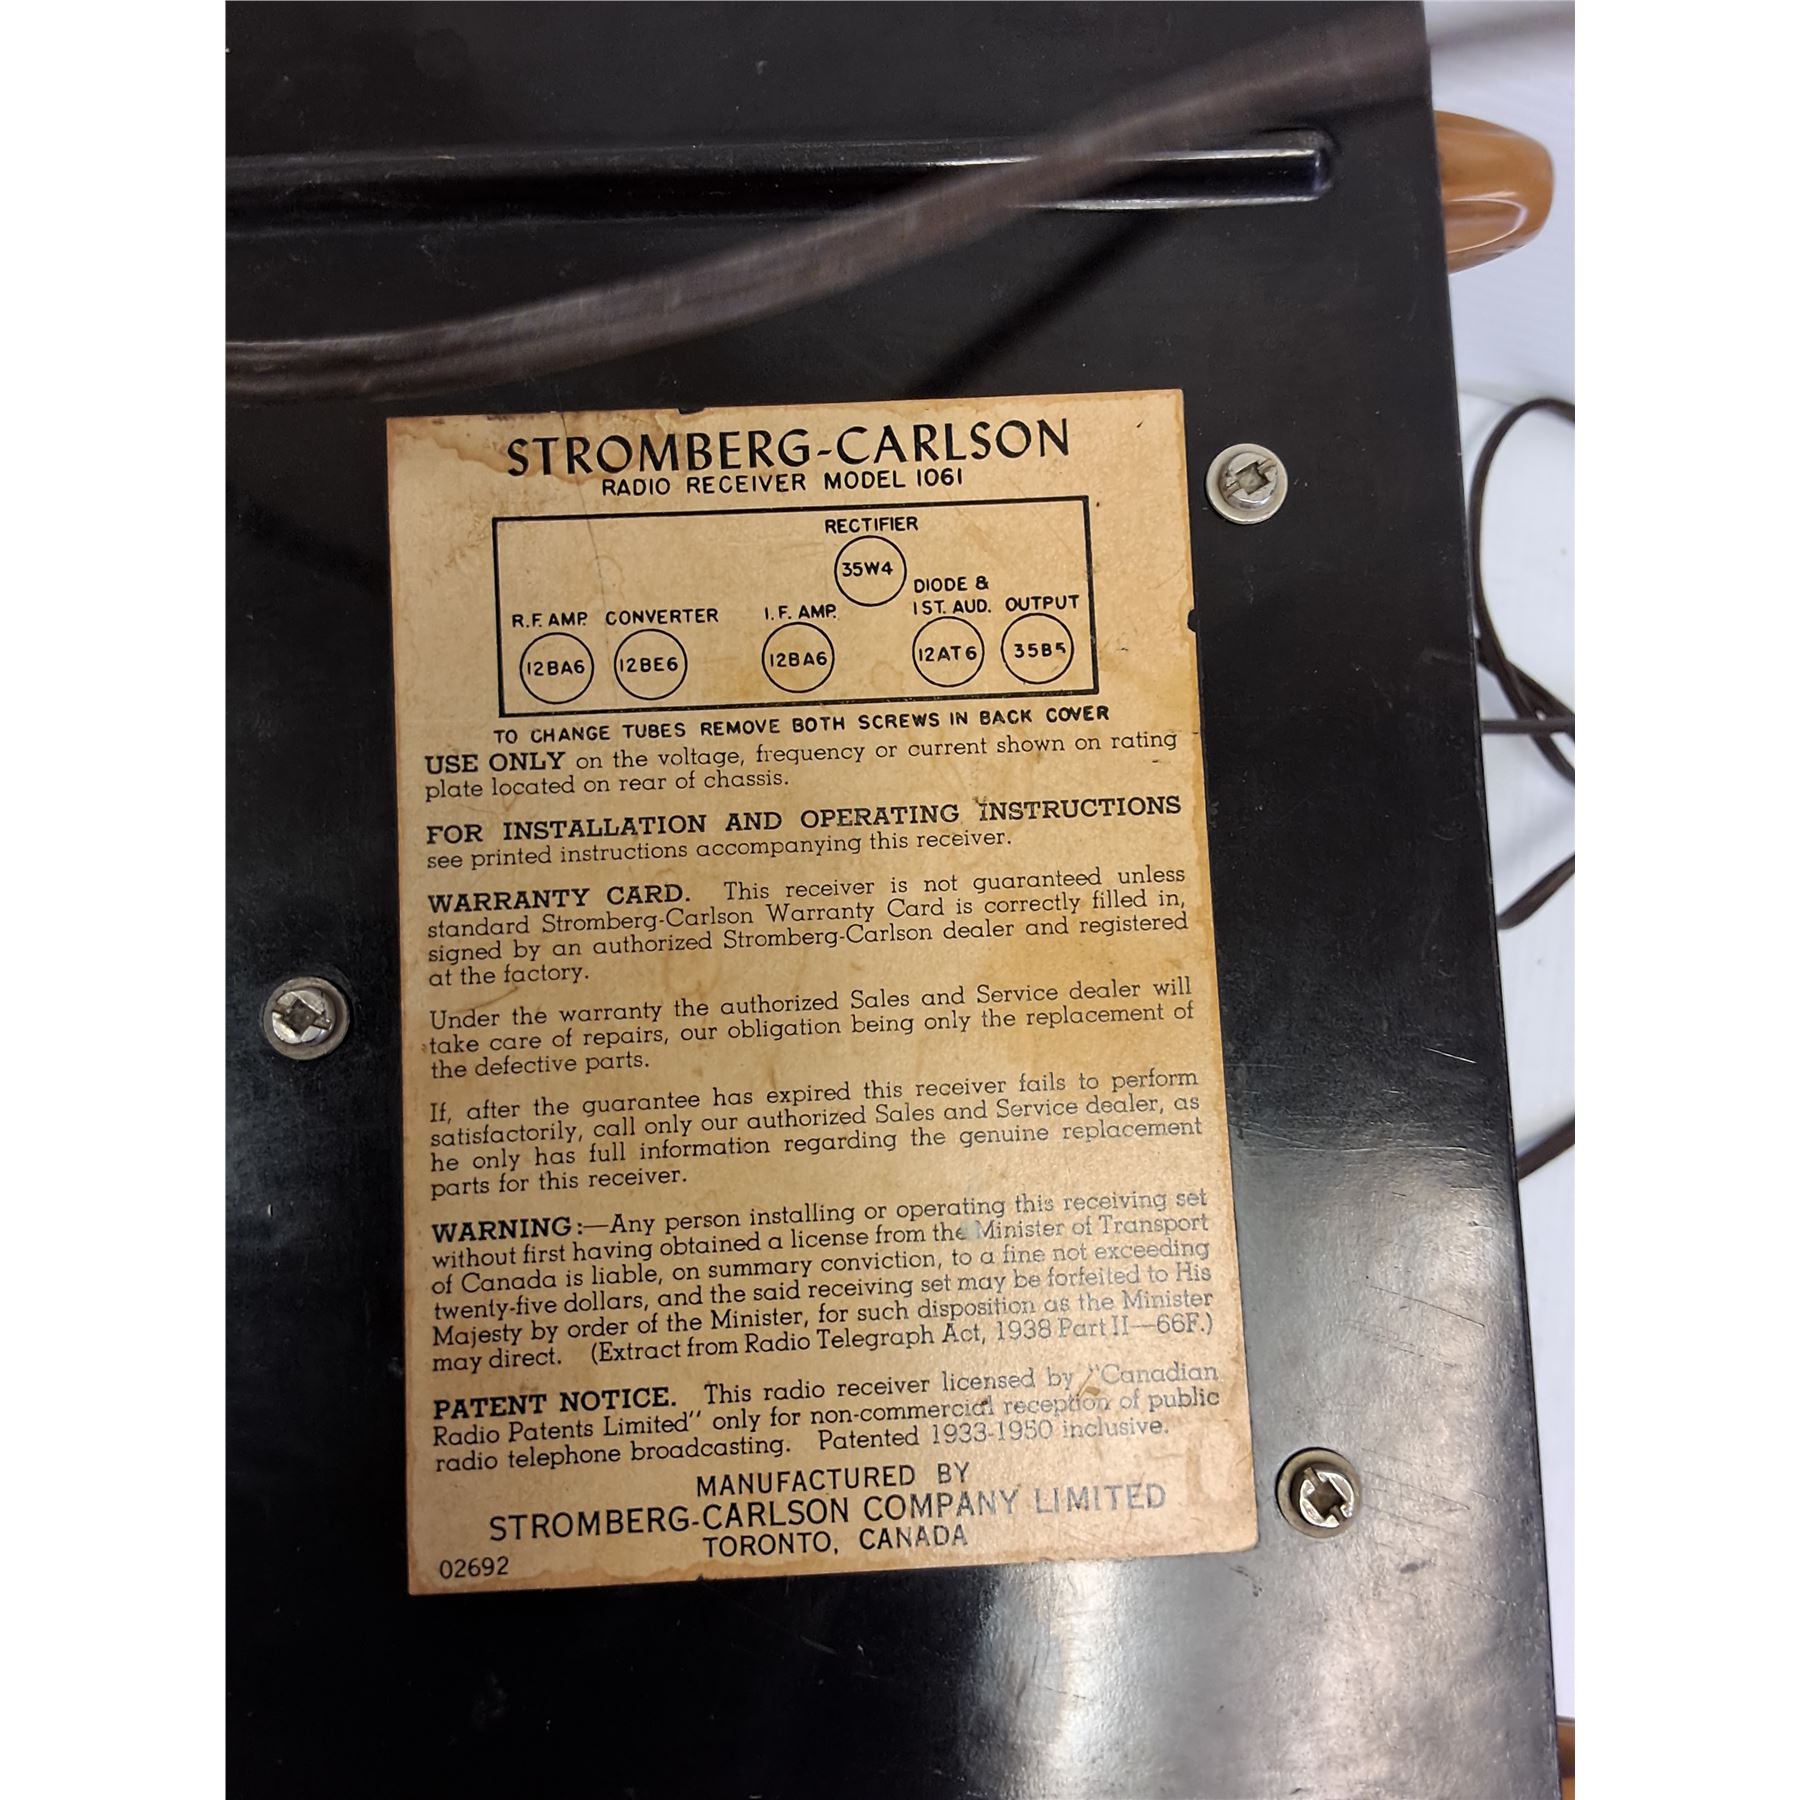 STROMBERG-CARLSON
RADIO RECEIVER MODEL 1061
RECTIFIER
35W4
DIODE &
R.F. AMP. CONVERTER I.F. AMP. 1ST. AUD. OUTPUT
12BA6 12BE6 12BA6 12AT6 35B5
TO CHANGE TUBES REMOVE BOTH SCREWS IN BACK COVER
USE ONLY on the voltage, frequency or current shown on rating
plate located on rear of chassis.
FOR INSTALLATION AND OPERATING INSTRUCTIONS
see printed instructions accompanying this receiver.
WARRANTY CARD. This receiver is not guaranteed unless
standard Stromberg-Carlson Warranty Card is correctly filled in,
signed by an authorized Stromberg-Carlson dealer and registered
at the factory.
Under the warranty the authorized Sales and Service dealer will
take care of repairs, our obligation being only the replacement of
the defective parts.
If, after the guarantee has expired this receiver fails to perform
satisfactorily, call only our authorized Sales and Service dealer, as
he only has full information regarding the genuine replacement
parts for this receiver.
WARNING:—Any person installing or operating this receiving set
without first having obtained a license from the Minister of Transport
of Canada is liable, on summary conviction, to a fine not exceeding
twenty-five dollars, and the said receiving set may be forfeited to His
Majesty by order of the Minister, for such disposition as the Minister
may direct. (Extract from Radio Telegraph Act, 1938 Part II—66F.)
PATENT NOTICE. This radio receiver licensed by "Canadian
Radio Patents Limited" only for non-commercial reception of public
radio telephone broadcasting. Patented 1933-1950 inclusive.
MANUFACTURED BY
STROMBERG-CARLSON COMPANY LIMITED
TORONTO, CANADA
02692